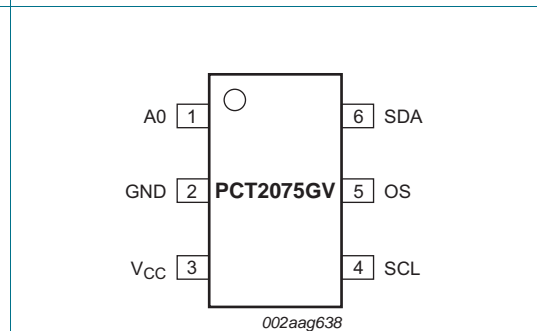 A0 1 6 SDA
GND 2 PCT2075GV 5 OS
VCC 3 4 SCL
002aag638